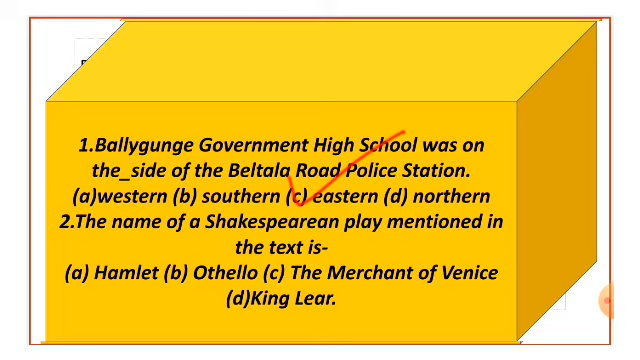 1.Ballygunge Government High School was on
the_side of the Beltala Road Police Station.
(a)western (b) southern (c) eastern (d) northern
2.The name of a Shakespearean play mentioned in
the text is-
(a) Hamlet (b) Othello (c) The Merchant of Venice
(d)King Lear.